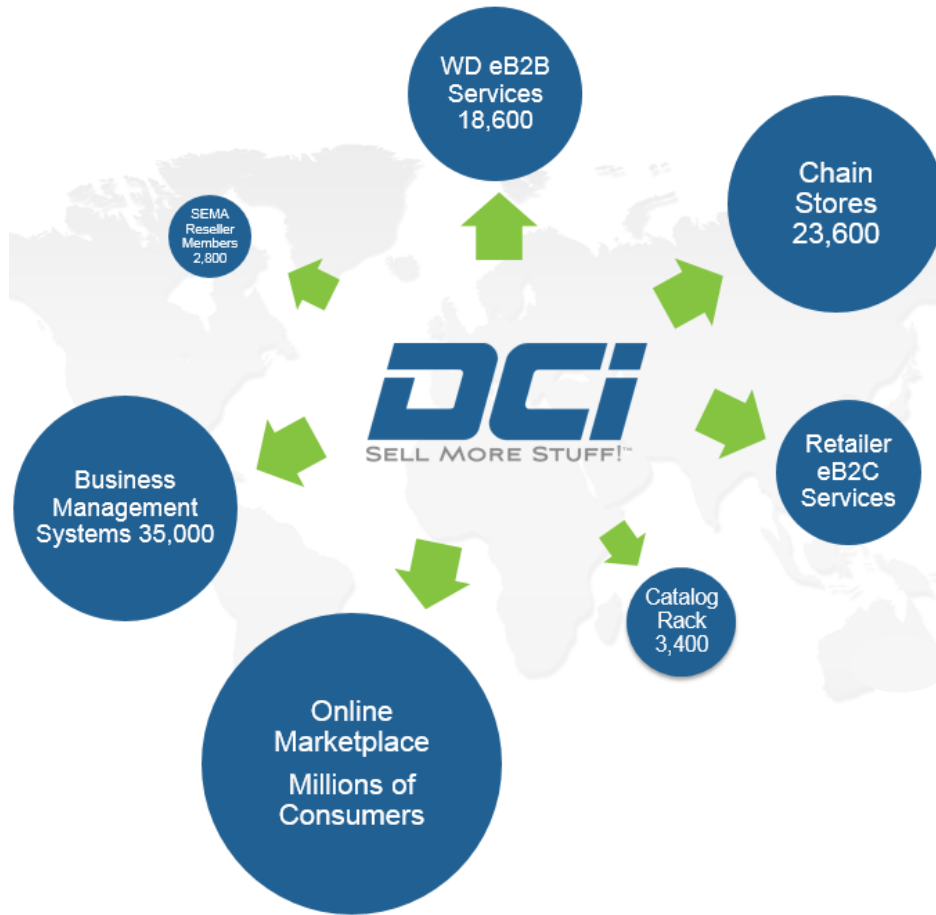 WD eB2B
Services
18,600
Chain
Stores
23,600
SEMA
Reseller
Members
2,800
DCi
SELL MORE STUFF!™
Retailer
eB2C
Services
Business
Management
Systems 35,000
Catalog
Rack
3,400
Online
Marketplace
Millions of
Consumers